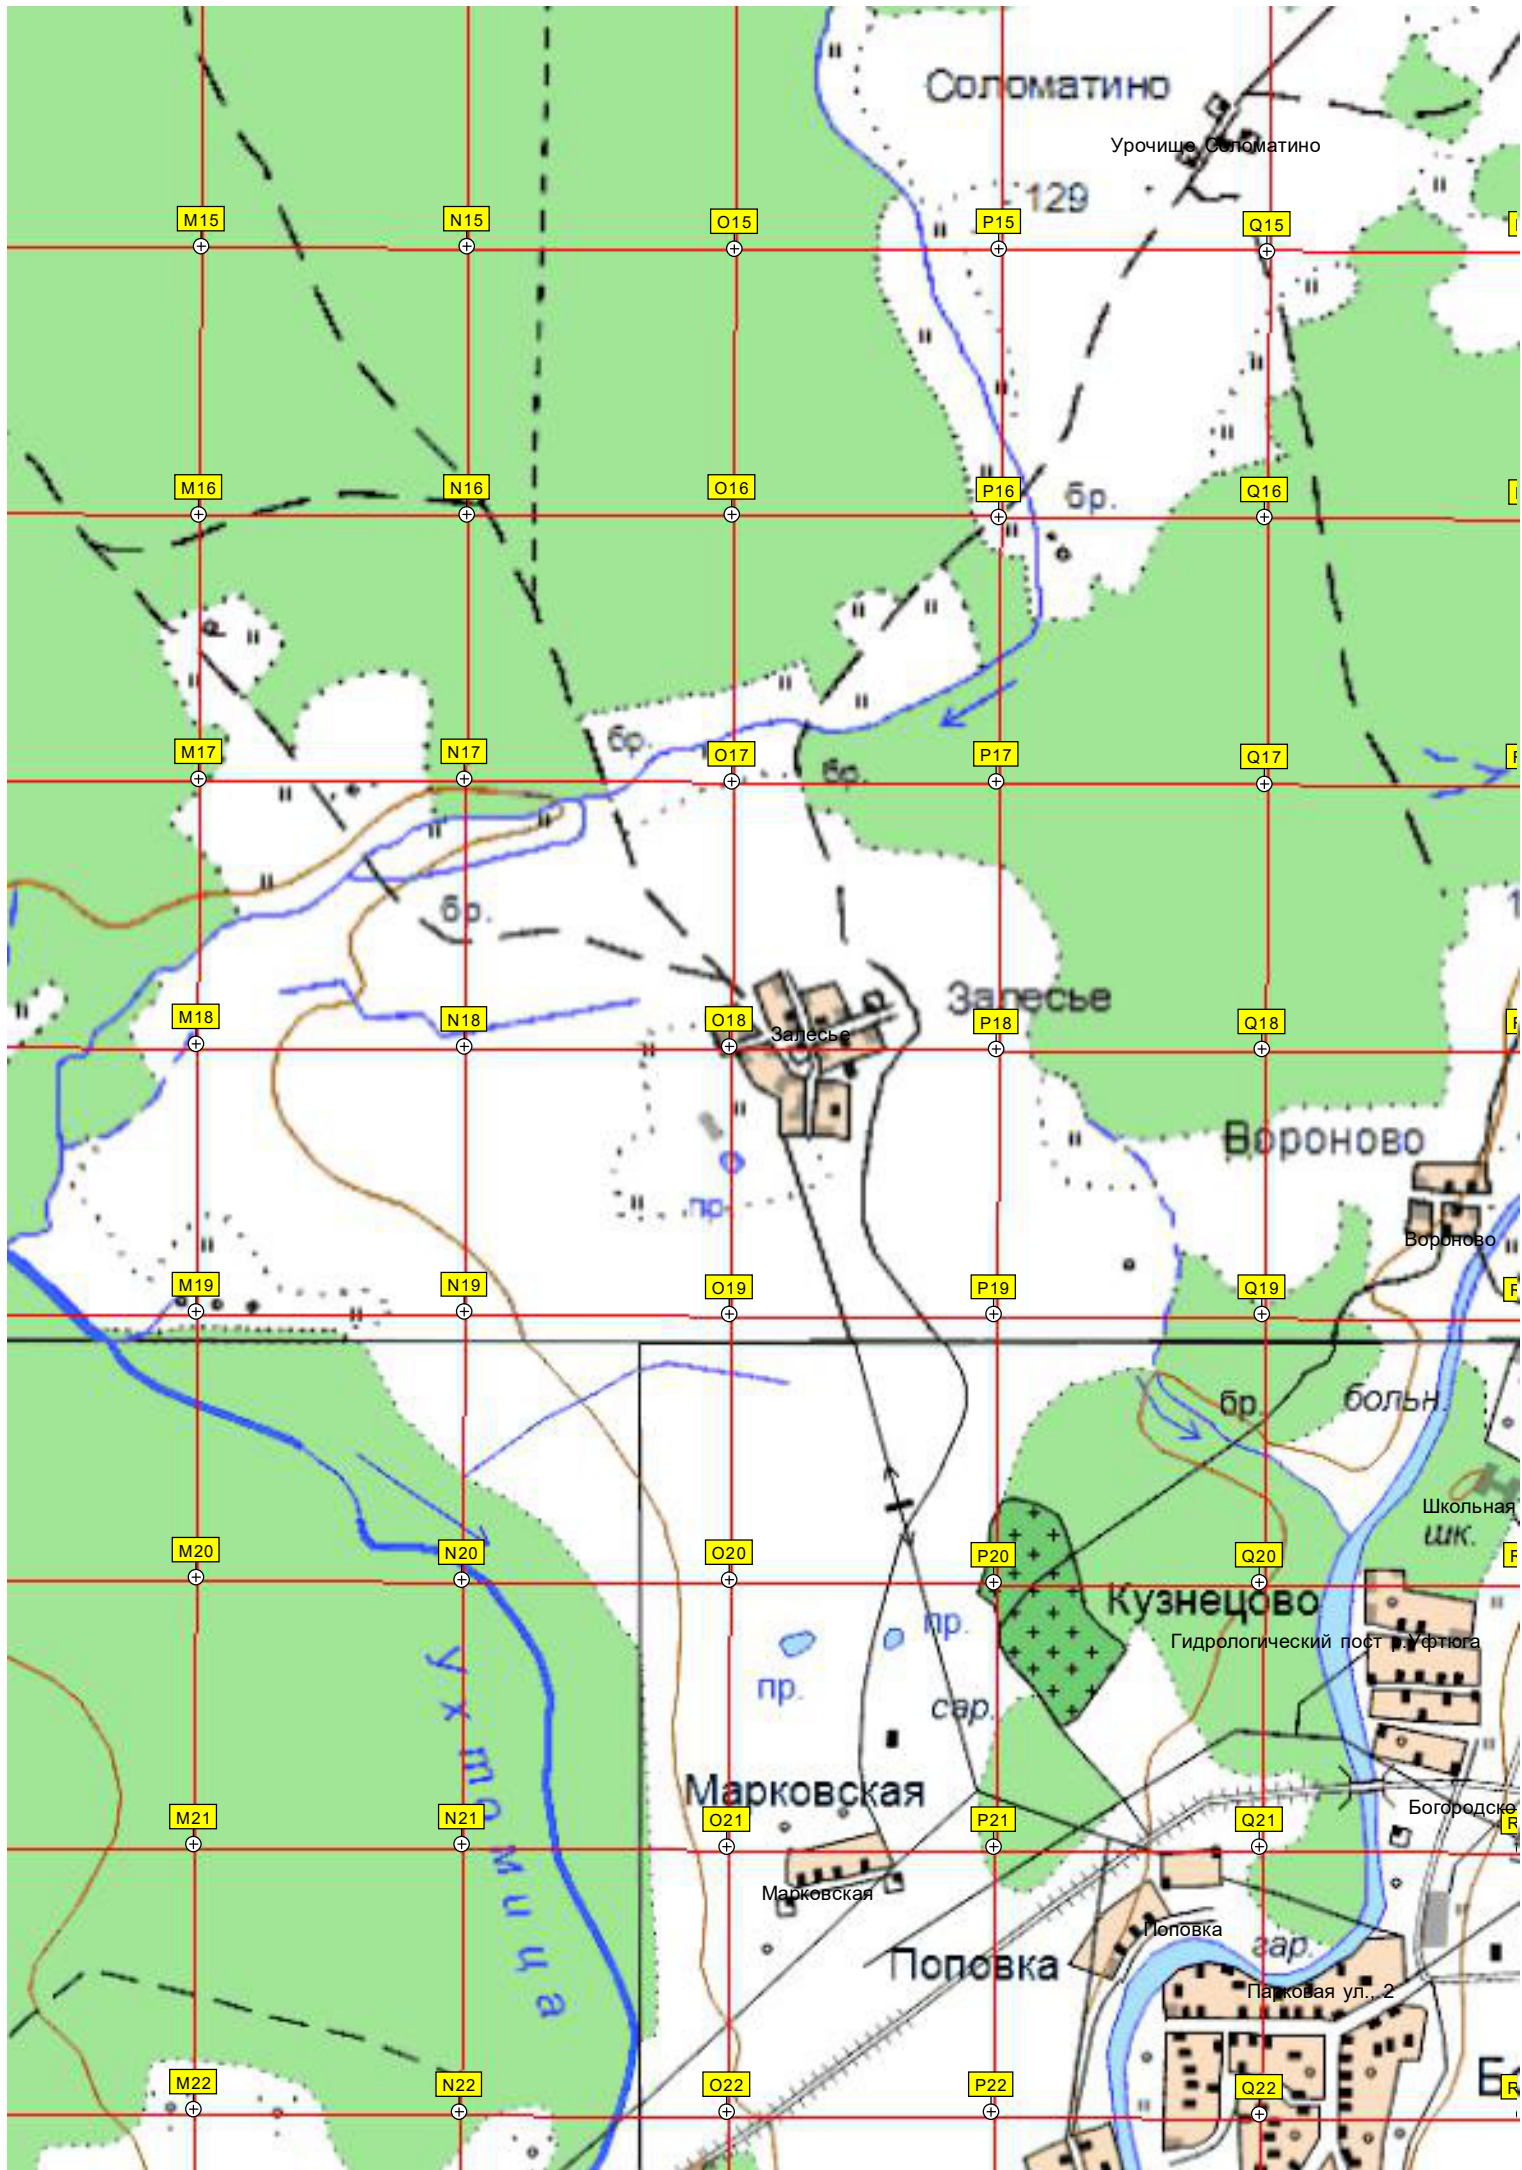 Соломатино
Урочище Соломатино
129
M15
N15
O15
P15
Q15
M16
N16
O16
P16
бр.
Q16
M17
N17
бр.
O17
бр.
P17
Q17
бр.
M18
N18
O18
Залесье
Залесье
P18
Q18
Вороново
пр.
Вороново
M19
N19
O19
P19
Q19
бр.
больн.
Школьная
шк.
M20
N20
O20
P20
Q20
Кузнецово
пр.
Гидрологический пост р.Уфтюга
пр.
сар.
Ухтомица
Марковская
M21
N21
O21
P21
Q21
Богородско
Марковская
Поповка
Поповка
гар.
Парковая ул., 2
M22
N22
O22
P22
Q22